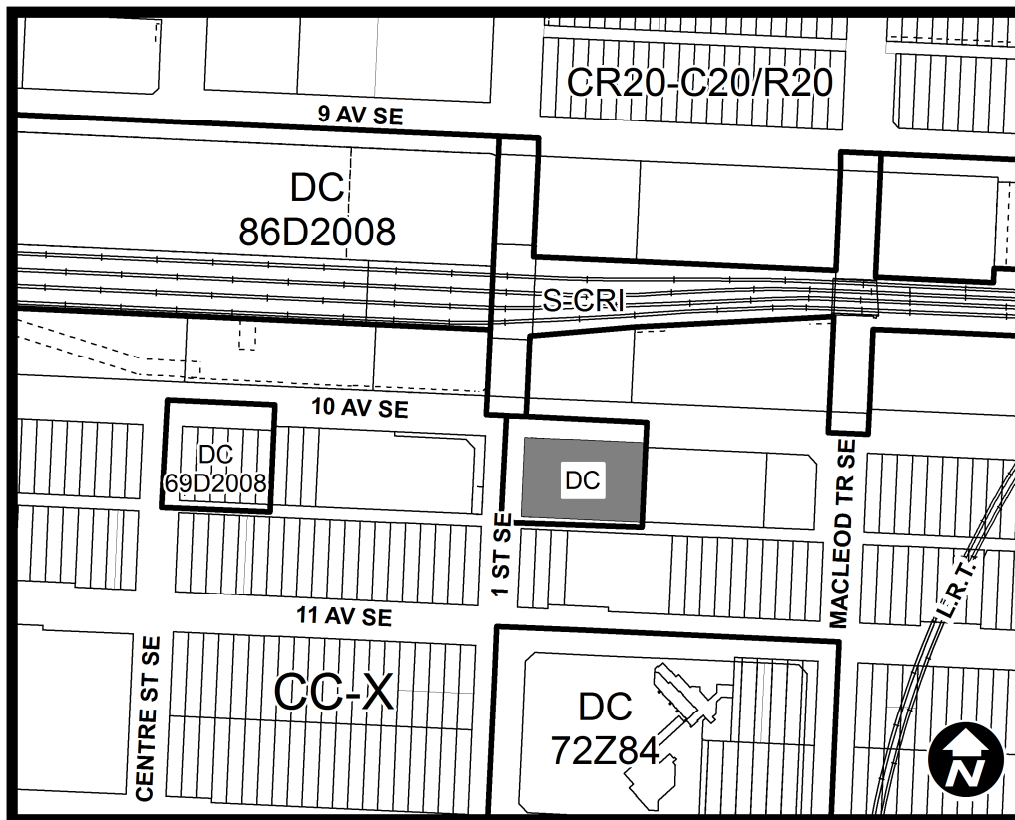 CR20-C20/R20
9 AV SE
DC
86D2008
S-CRI
10 AV SE
DC
69D2008
DC
1 ST SE
MACLEOD TR SE
L.R.T.
11 AV SE
CENTRE ST SE
CC-X
DC
72Z84
N